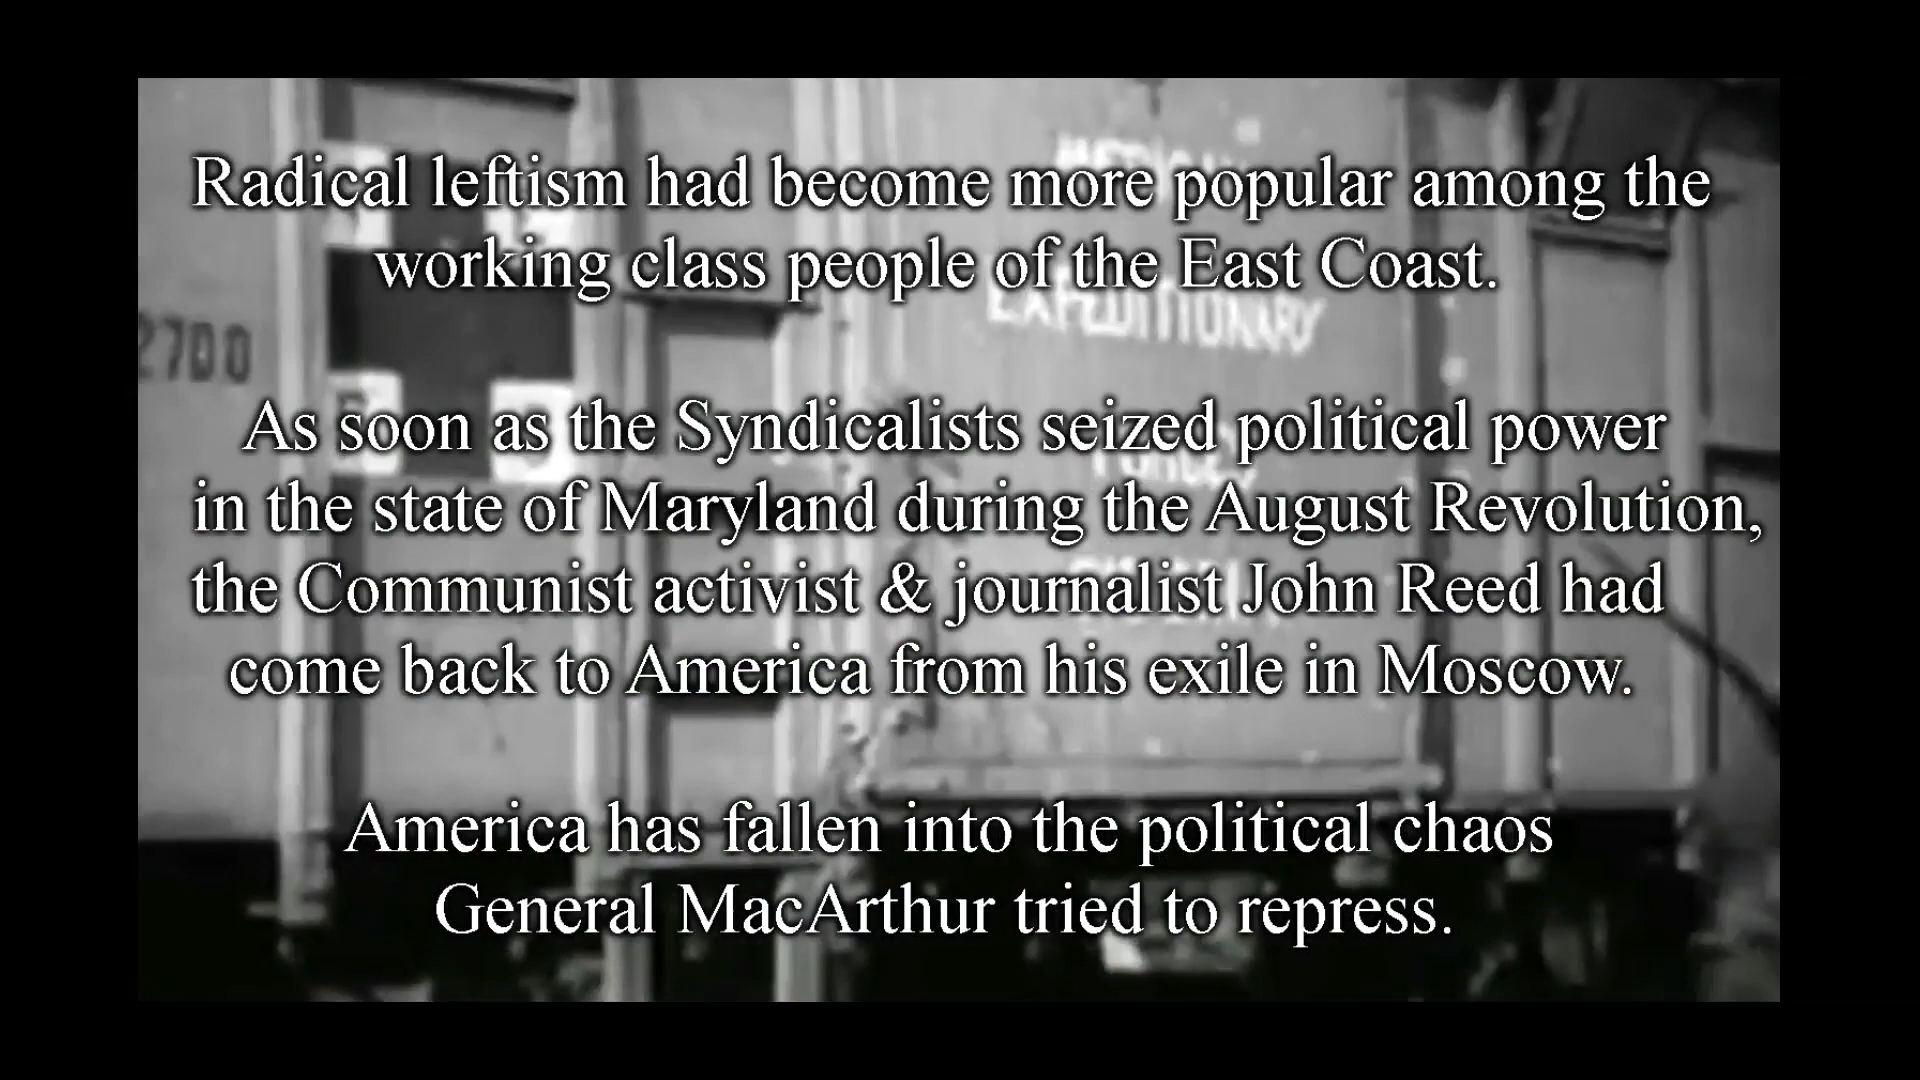 Radical leftism had become more popular among the
working class people of the East Coast.
As soon as the Syndicalists seized political power
in the state of Maryland during the August Revolution,
the Communist activist & journalist John Reed had
come back to America from his exile in Moscow.
America has fallen into the political chaos
General MacArthur tried to repress.
2700
EXPEDITIONARY